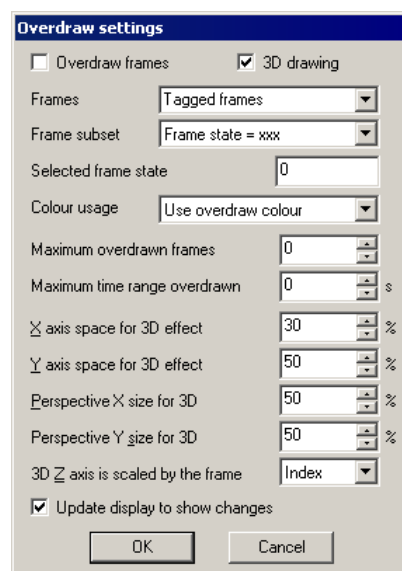 Overdraw settings
Overdraw frames 3D drawing
Frames Tagged frames
Frame subset Frame state = xxx
Selected frame state 0
Colour usage Use overdraw colour
Maximum overdrawn frames 0
Maximum time range overdrawn 0 s
X axis space for 3D effect 30 %
Y axis space for 3D effect 50 %
Perspective X size for 3D 50 %
Perspective Y size for 3D 50 %
3D Z axis is scaled by the frame Index
Update display to show changes
OK Cancel